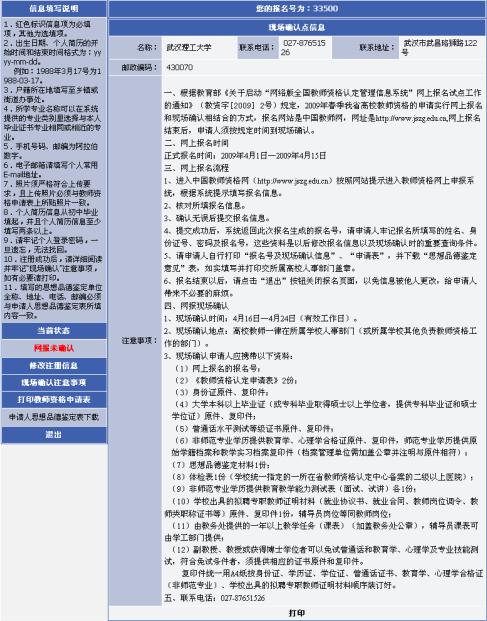 信息填写说明
1．红色标识信息项为必填
项，其他为选填项。
2．出生日期、个人简历的开
始时间和结束时间格式为：yy
yy-mm-dd。
例如：1988年3月17号为1
988-03-17。
3．户籍所在地填写至乡镇或
街道办事处。
4．所学专业名称可以在系统
提供的专业类别里选择与本人
毕业证书专业相同或相近的专
业。
5．手机号码、邮编为阿拉伯
数字。
6．电子邮箱请填写个人常用
E-mail地址。
7．照片须严格符合上传要
求，且上传照片必须与教师资
格申请表上所贴照片一致。
8．个人简历信息从初中毕业
填起，并且个人简历信息至少
填写两条以上。
9．请牢记个人登录密码，一
旦遗忘，无法找回。
10．注册成功后，请详细阅读
并牢记"现场确认"注意事项，
如有必要请打印。
11．填写的思想品德鉴定单位
全称、地址、电话、邮编必须
与申请人思想品德鉴定表所填
内容一致。
当前状态
网报未确认
修改注册信息
现场确认注意事项
打印教师资格申请表
申请人思想品德鉴定表下载
退出
您的报名号为：33500
现场确认点信息
名称： 武汉理工大学 联系电话： 027-87651526 联系地址： 武汉市武昌珞狮路122号
邮政编码： 430070
注意事项：
一、根据教育部《关于启动“网络版全国教师资格认定管理信息系统”网上报名试点工作
的通知》（教资字[2009] 2号）规定，2009年春季我省高校教师资格的申请实行网上报名
和现场确认相结合的方式，报名网站是中国教师网，网址是http://www.jszg.edu.cn,网上报名
结束后，申请人须按规定时间到现场确认。
二、网上报名时间
正式报名时间：2009年4月1日—2009年4月15日
三、网上报名流程
1、进入中国教师资格网（http://www.jszg.edu.cn）按照网站提示进入教师资格网上申报系
统，根据系统提示填写报名信息。
2、核对所填报名信息。
3、确认无误后提交报名信息。
4、提交成功后，系统返回此次报名生成的报名号，请申请人牢记报名所填写的姓名、身
份证号、密码及报名号，这些资料是以后修改报名信息以及现场确认时的重要查询条件。
5、请申请人自行打印“报名号及现场确认信息”、“申请表”，并下载“思想品德鉴定
意见”表，如实填写并打印交所属高校人事部门盖章。
6、报名结束以后，请点击“退出”按钮关闭报名页面，以免信息被他人更改，给申请人
带来不必要的麻烦。
四、网报现场确认
1、现场确认时间：4月16日—4月24日（有效工作日）。
2、现场确认地点：高校教师一律在所属学校人事部门（或所属学校其他负责教师资格工
作的部门）。
3、现场确认申请人应携带以下资料：
（1）网上报名的报名号；
（2）《教师资格认定申请表》2份；
（3）身份证原件、复印件；
（4）大学本科以上毕业证（或专科毕业取得硕士以上学位者，提供专科毕业证和硕士
学位证）原件、复印件；
（5）普通话水平测试等级证书原件、复印件；
（6）非师范专业学历提供教育学、心理学合格证原件、复印件，师范专业学历提供原
始学籍档案和教学实习档案复印件（档案管理单位需加盖公章并注明与原件相符）；
（7）思想品德鉴定材料1份；
（8）体检表1份（学校统一指定的一所在省教师资格认定中心备案的二级以上医院）；
（9）非师范专业学历提供教育教学能力测试表（面试、试讲）各1份；
（10）学校出具的拟聘专职教师证明材料（就业协议书、就业合同、教师岗位调令、教
师类职称证书等）原件、复印件1份，辅导员岗位等同教师岗位；
（11）由教务处提供的一年以上教学任务（课表）（加盖教务处公章），辅导员课表可
由学工部门提供；
（12）副教授、教授或获得博士学位者可以免试普通话和教育学、心理学及专业技能测
试，符合免试条件者，须提供相应的证书原件和复印件。
复印件统一用A4纸按身份证、学历证、学位证、普通话证书、教育学、心理学合格证
（非师范专业）、学校出具的拟聘专职教师证明材料顺序装订好。
五、联系电话：027-87651526
打印